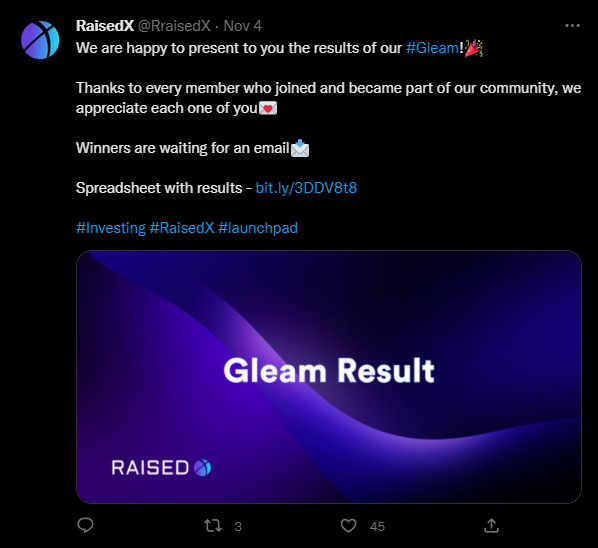 RaisedX @RraisedX · Nov 4
We are happy to present to you the results of our #Gleam!🎉
Thanks to every member who joined and became part of our community, we
appreciate each one of you💌
Winners are waiting for an email📩
Spreadsheet with results - bit.ly/3DDV8t8
#Investing #RaisedX #launchpad
Gleam Result
RAISED
3
45